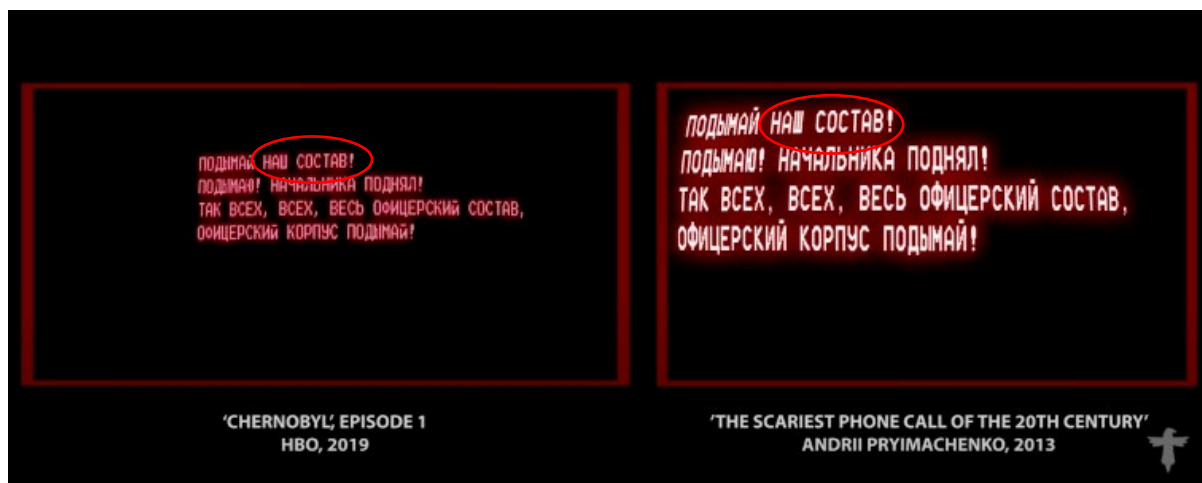 ПОДЫМАЙ НАШ СОСТАВ!
ПОДЫМАЮ! НАЧАЛЬНИКА ПОДНЯЛ!
ТАК ВСЕХ, ВСЕХ, ВЕСЬ ОФИЦЕРСКИЙ СОСТАВ,
ОФИЦЕРСКИЙ КОРПУС ПОДЫМАЙ!
'CHERNOBYL', EPISODE 1
HBO, 2019
ПОДЫМАЙ НАШ СОСТАВ!
ПОДЫМАЮ! НАЧАЛЬНИКА ПОДНЯЛ!
ТАК ВСЕХ, ВСЕХ, ВЕСЬ ОФИЦЕРСКИЙ СОСТАВ,
ОФИЦЕРСКИЙ КОРПУС ПОДЫМАЙ!
'THE SCARIEST PHONE CALL OF THE 20TH CENTURY'
ANDRII PRYIMACHENKO, 2013